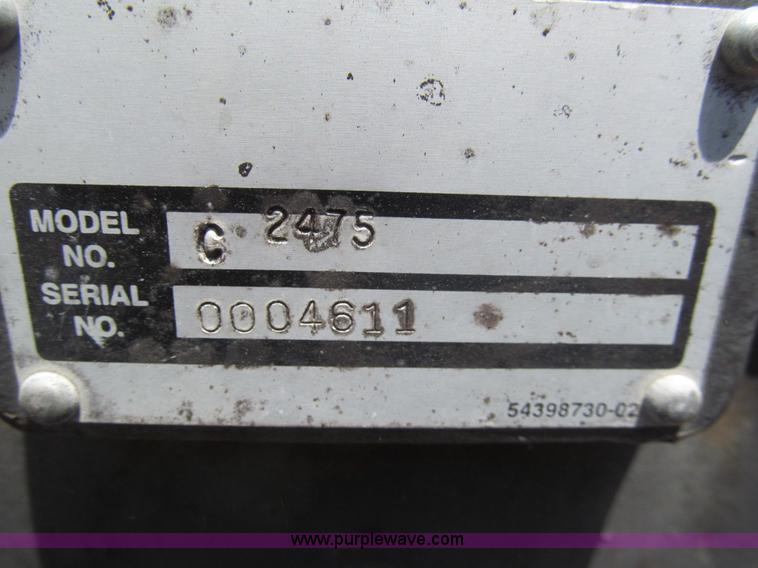 MODEL NO. C 2475
SERIAL NO. 0004611
54398730-02
www.purplewave.com